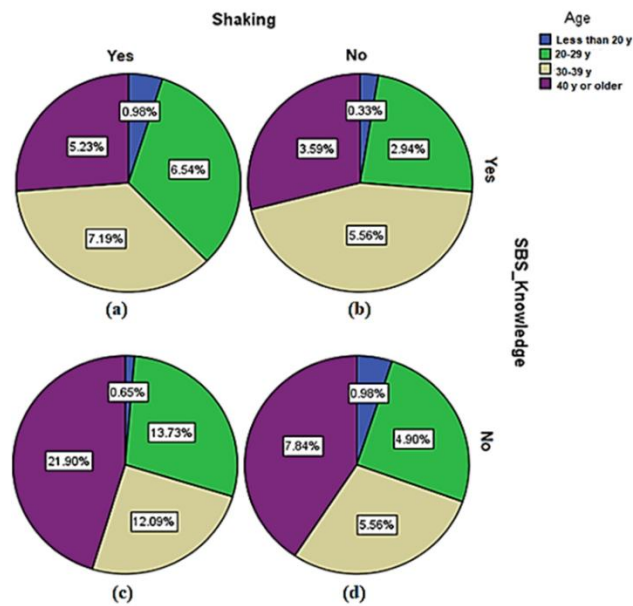 Shaking
Age
Less than 20 y
20-29 y
30-39 y
40 y or older
Yes
No
0.98%
6.54%
7.19%
5.23%
0.33%
2.94%
5.56%
3.59%
Yes
(a)
(b)
SBS_Knowledge
0.65%
13.73%
12.09%
21.90%
0.98%
4.90%
5.56%
7.84%
No
(c)
(d)